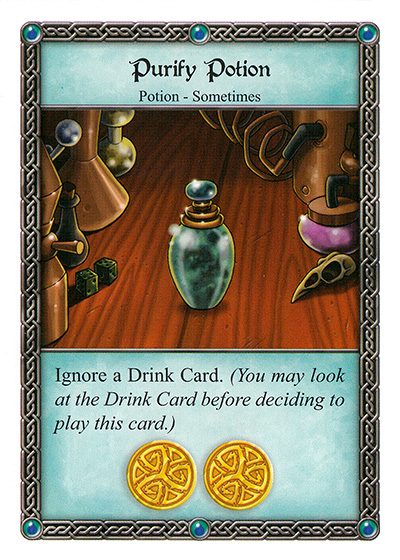 Purify Potion
Potion - Sometimes
Ignore a Drink Card. (You may look
at the Drink Card before deciding to
play this card.)